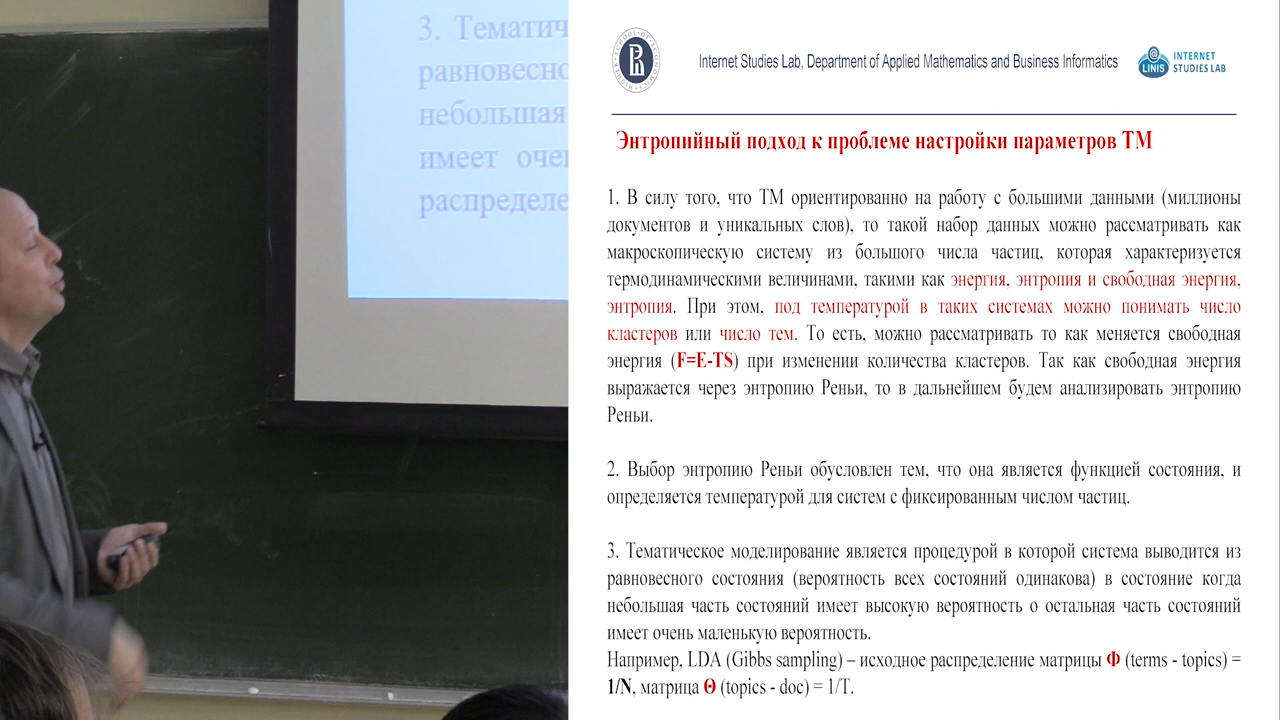 3. Тематич
равновесно
небольшая
имеет оче
распределе
Internet Studies Lab, Department of Applied Mathematics and Business Informatics
LINIS
INTERNET
STUDIES LAB
Энтропийный подход к проблеме настройки параметров ТМ
1. В силу того, что ТМ ориентированно на работу с большими данными (миллионы
документов и уникальных слов), то такой набор данных можно рассматривать как
макроскопическую систему из большого числа частиц, которая характеризуется
термодинамическими величинами, такими как энергия, энтропия и свободная энергия,
энтропия. При этом, под температурой в таких системах можно понимать число
кластеров или число тем. То есть, можно рассматривать то как меняется свободная
энергия (F=E-TS) при изменении количества кластеров. Так как свободная энергия
выражается через энтропию Реньи, то в дальнейшем будем анализировать энтропию
Реньи.
2. Выбор энтропию Реньи обусловлен тем, что она является функцией состояния, и
определяется температурой для систем с фиксированным числом частиц.
3. Тематическое моделирование является процедурой в которой система выводится из
равновесного состояния (вероятность всех состояний одинакова) в состояние когда
небольшая часть состояний имеет высокую вероятность о остальная часть состояний
имеет очень маленькую вероятность.
Например, LDA (Gibbs sampling) – исходное распределение матрицы Φ (terms - topics) =
1/N, матрица Θ (topics - doc) = 1/T.